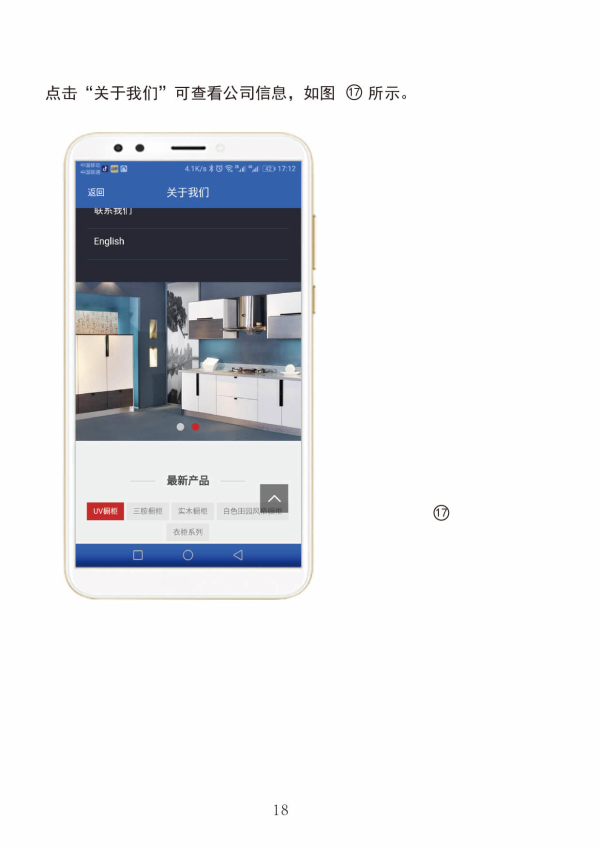 点击“关于我们”可查看公司信息，如图 ⑰ 所示。
4.1K/s 17:12
返回 关于我们
联系我们
English
最新产品
UV橱柜 三胺橱柜 实木橱柜 白色田园风格橱柜
衣柜系列
⑰
18